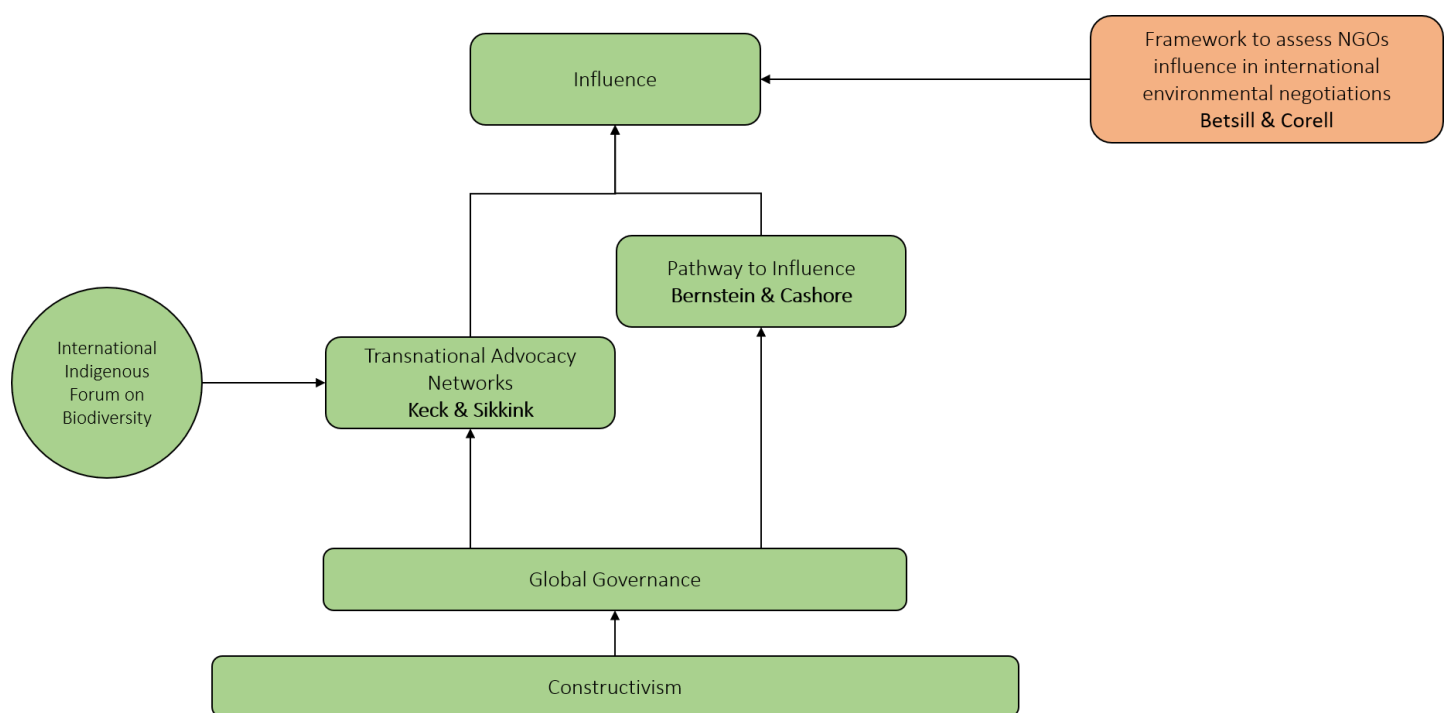 Influence
Framework to assess NGOs
influence in international
environmental negotiations
Betsill & Corell
Pathway to Influence
Bernstein & Cashore
International
Indigenous
Forum on
Biodiversity
Transnational Advocacy
Networks
Keck & Sikkink
Global Governance
Constructivism